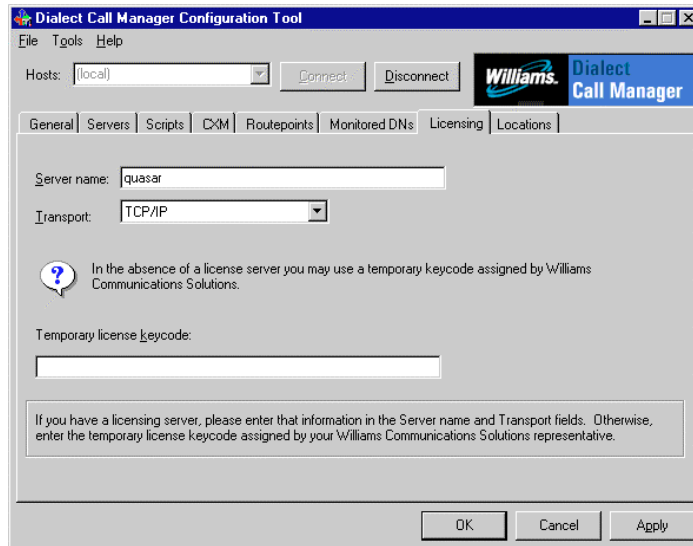 Dialect Call Manager Configuration Tool
File Tools Help
Hosts: (local) Connect Disconnect
Williams. Dialect
Call Manager
General Servers Scripts CXM Routepoints Monitored DNs Licensing Locations
Server name: quasar
Transport: TCP/IP
? In the absence of a license server you may use a temporary keycode assigned by Williams
Communications Solutions.
Temporary license keycode:
If you have a licensing server, please enter that information in the Server name and Transport fields. Otherwise,
enter the temporary license keycode assigned by your Williams Communications Solutions representative.
OK Cancel Apply